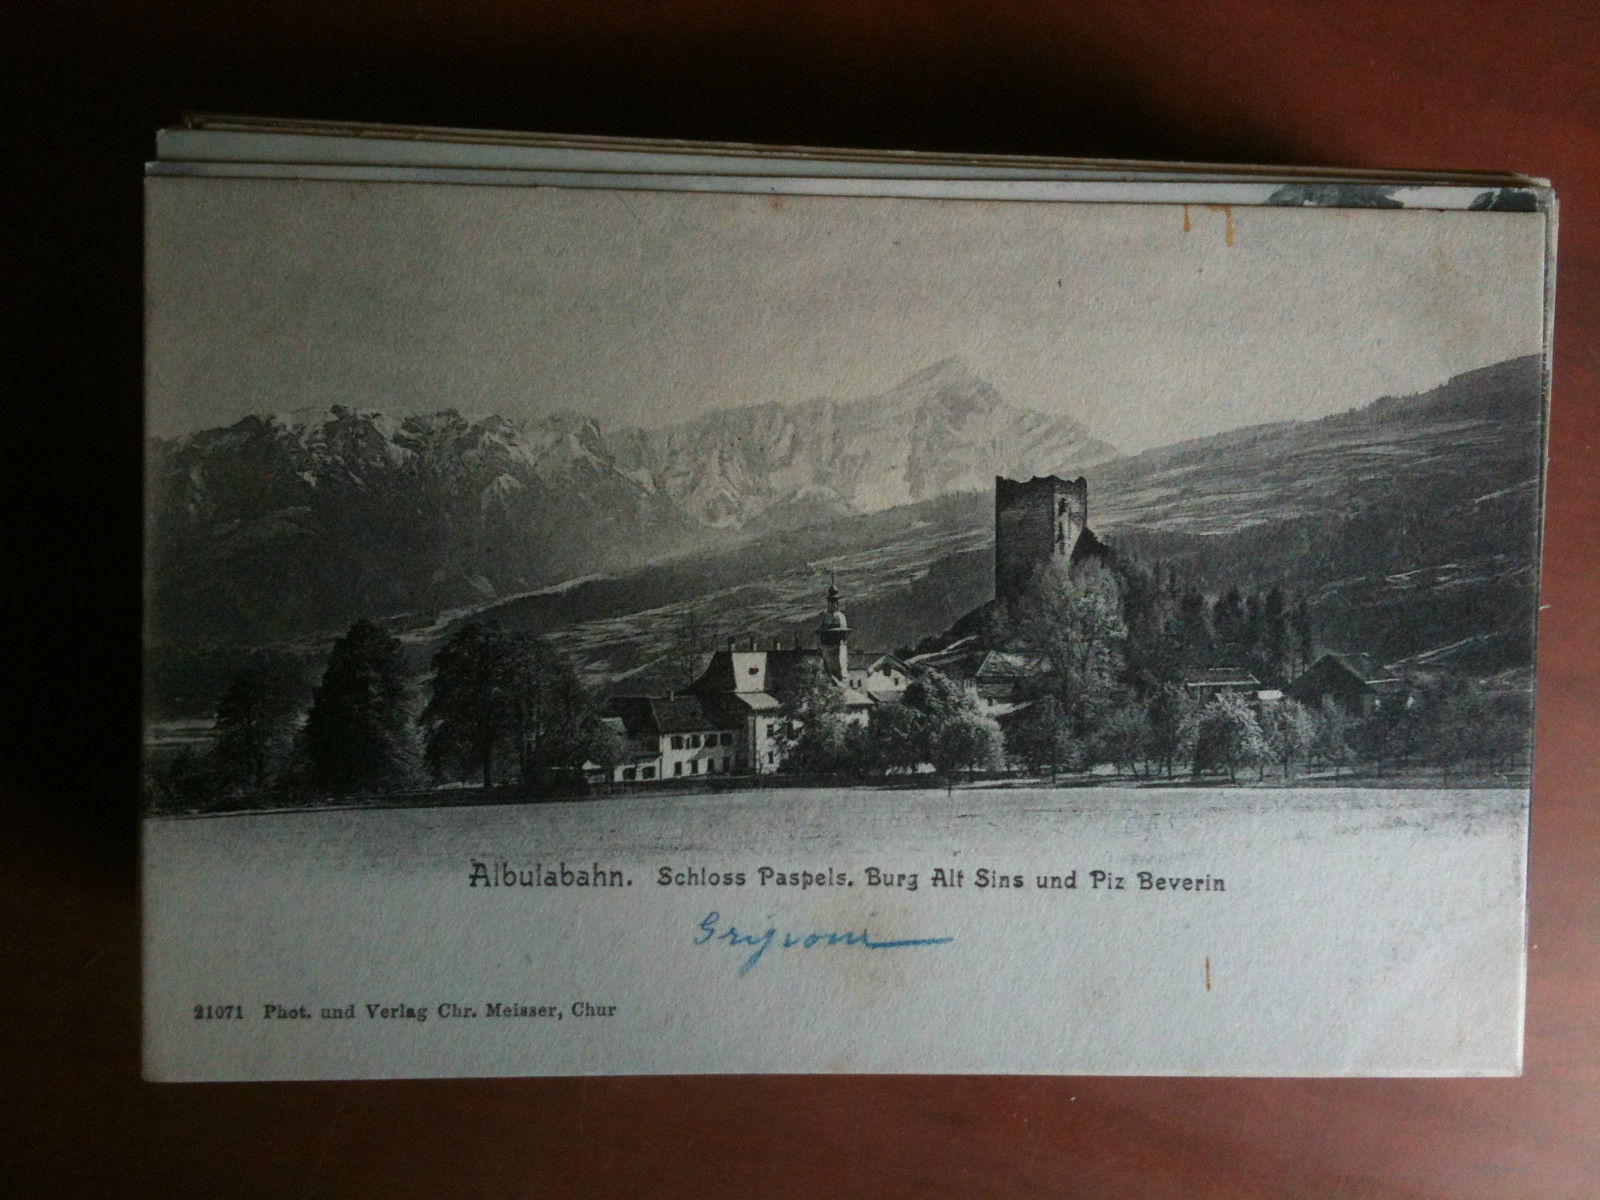 Albulabahn. Schloss Paspels. Burg Alt Sins und Piz Beverin
Grigioni
21071 Phot. und Verlag Chr. Meisser, Chur